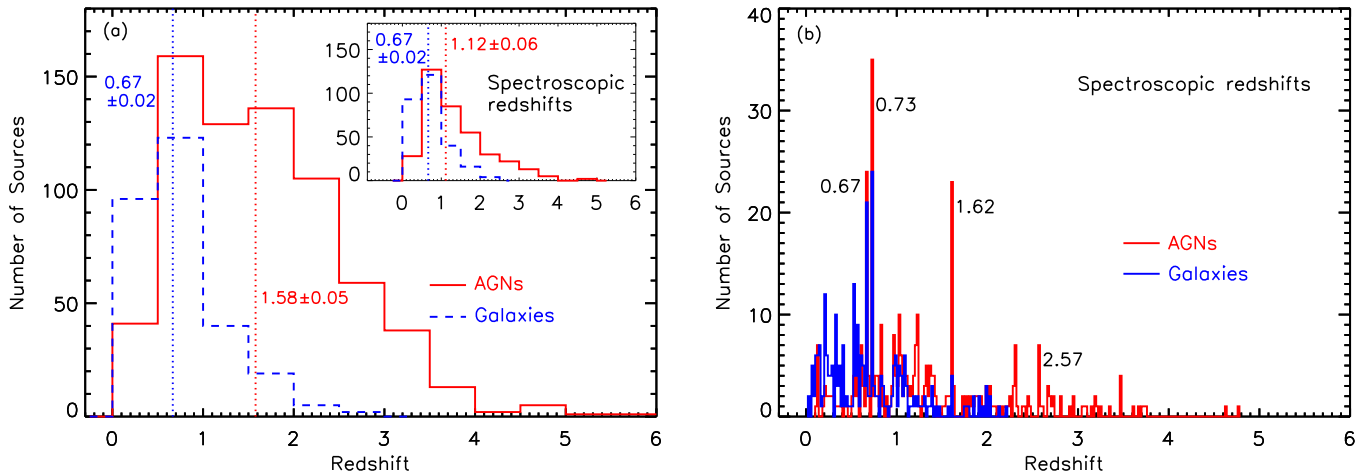 (a)
0.67
±0.02
1.58±0.05
AGNs
Galaxies
Number of Sources
0
50
100
150
0 1 2 3 4 5 6
Redshift
0.67
±0.02
1.12±0.06
Spectroscopic
redshifts
0
50
100
150
0 1 2 3 4 5 6
(b)
Spectroscopic redshifts
0.73
0.67
1.62
2.57
AGNs
Galaxies
Number of Sources
0
10
20
30
40
0 1 2 3 4 5 6
Redshift